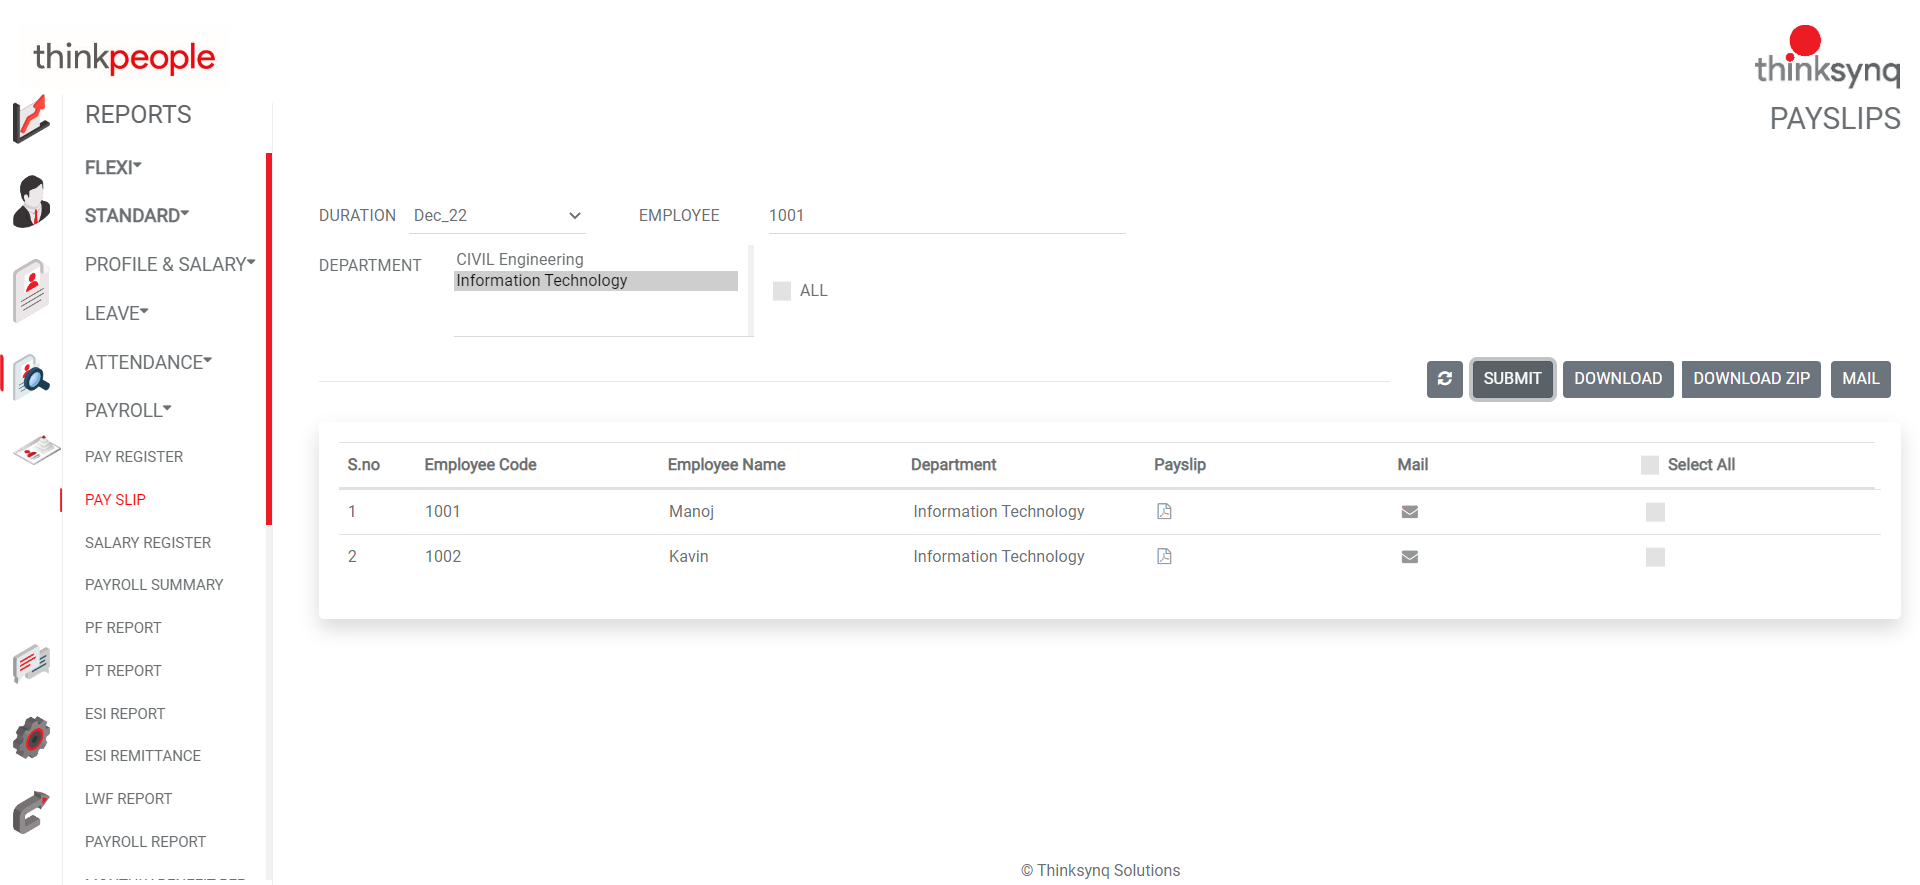 thinkpeople
thinksynq
REPORTS
PAYSLIPS
FLEXI
STANDARD
PROFILE & SALARY
LEAVE
ATTENDANCE
PAYROLL
PAY REGISTER
PAY SLIP
SALARY REGISTER
PAYROLL SUMMARY
PF REPORT
PT REPORT
ESI REPORT
ESI REMITTANCE
LWF REPORT
PAYROLL REPORT
DURATION Dec_22 EMPLOYEE 1001
DEPARTMENT CIVIL Engineering
Information Technology
ALL
SUBMIT DOWNLOAD DOWNLOAD ZIP MAIL
S.no Employee Code Employee Name Department Payslip Mail Select All
1 1001 Manoj Information Technology
2 1002 Kavin Information Technology
© Thinksynq Solutions